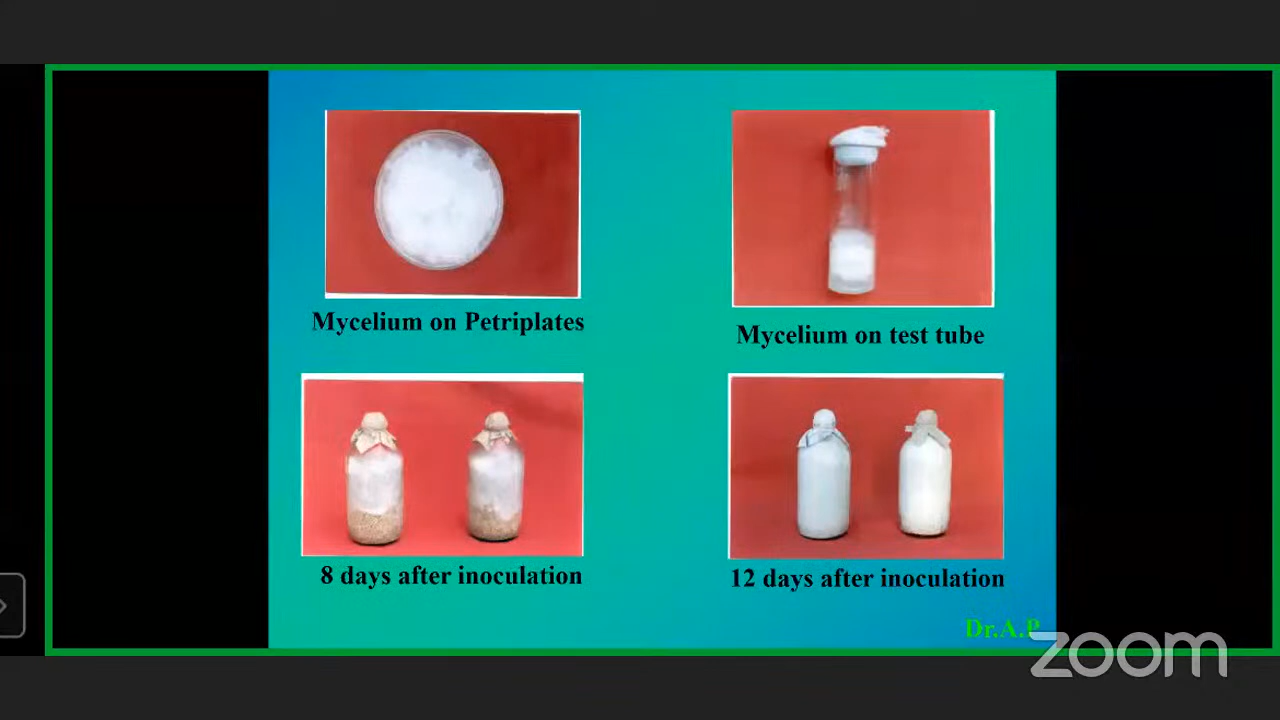 Mycelium on Petriplates
Mycelium on test tube
8 days after inoculation
12 days after inoculation
Dr.A.P
zoom